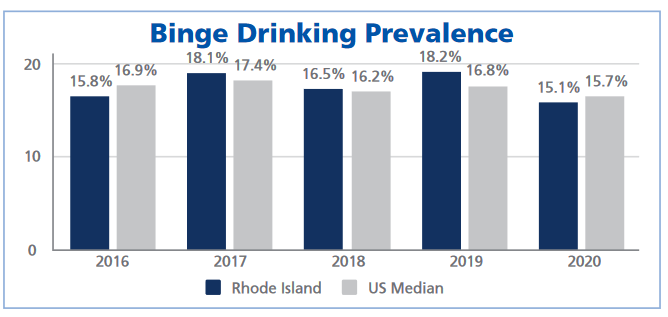 Binge Drinking Prevalence
20
10
0
15.8% 16.9%
18.1% 17.4%
16.5% 16.2%
18.2% 16.8%
15.1% 15.7%
2016 2017 2018 2019 2020
Rhode Island US Median